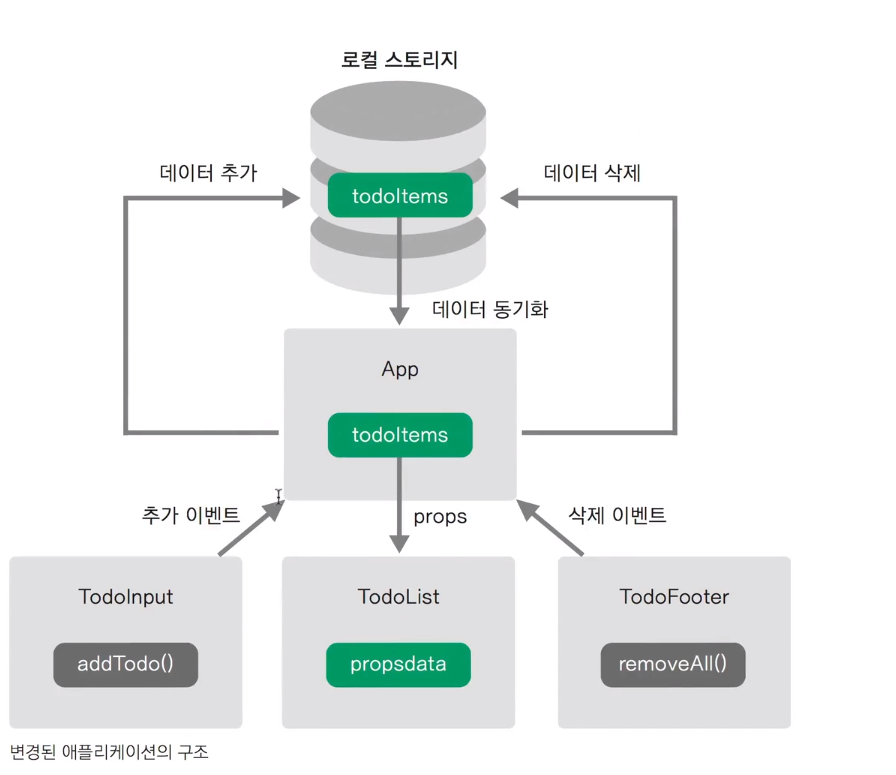 로컬 스토리지
데이터 추가
데이터 삭제
todoItems
데이터 동기화
App
todoItems
추가 이벤트
props
삭제 이벤트
TodoInput
TodoList
TodoFooter
addTodo()
propsdata
removeAll()
변경된 애플리케이션의 구조